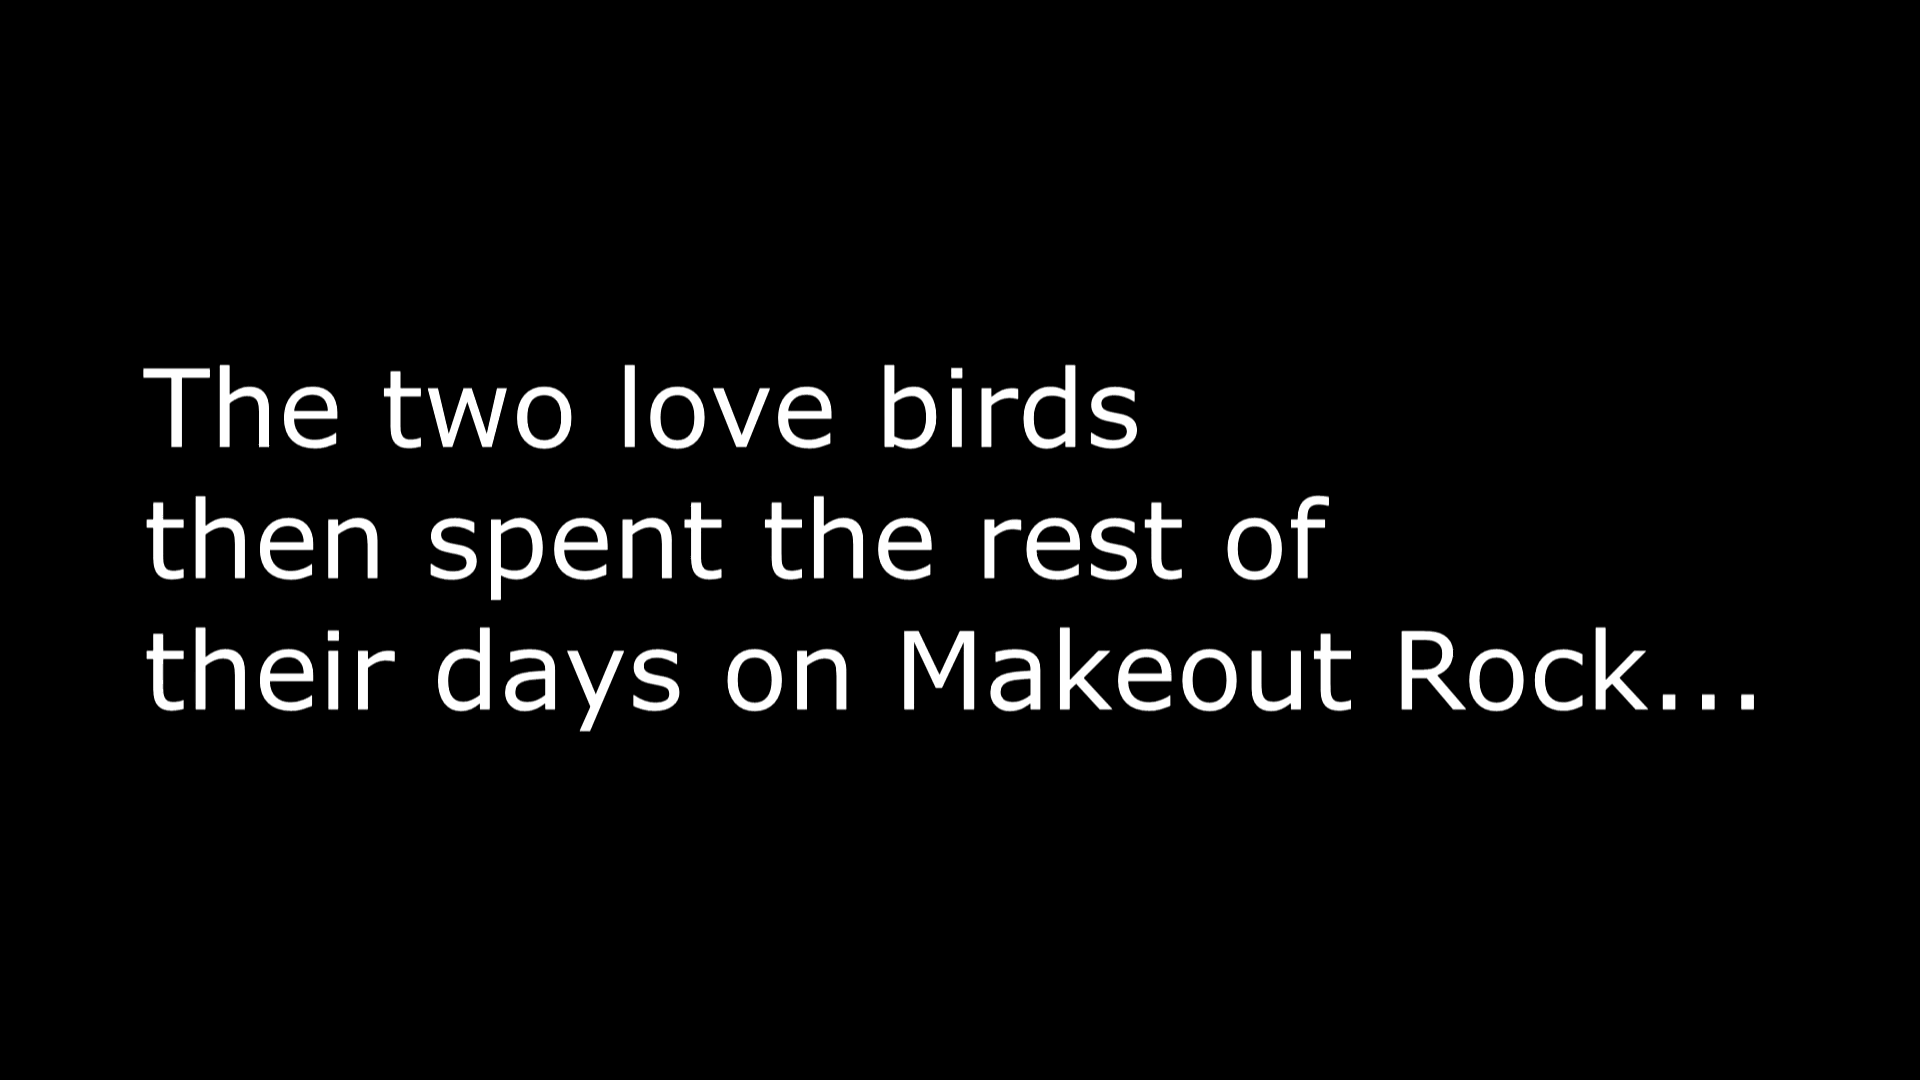 The two love birds
then spent the rest of
their days on Makeout Rock...